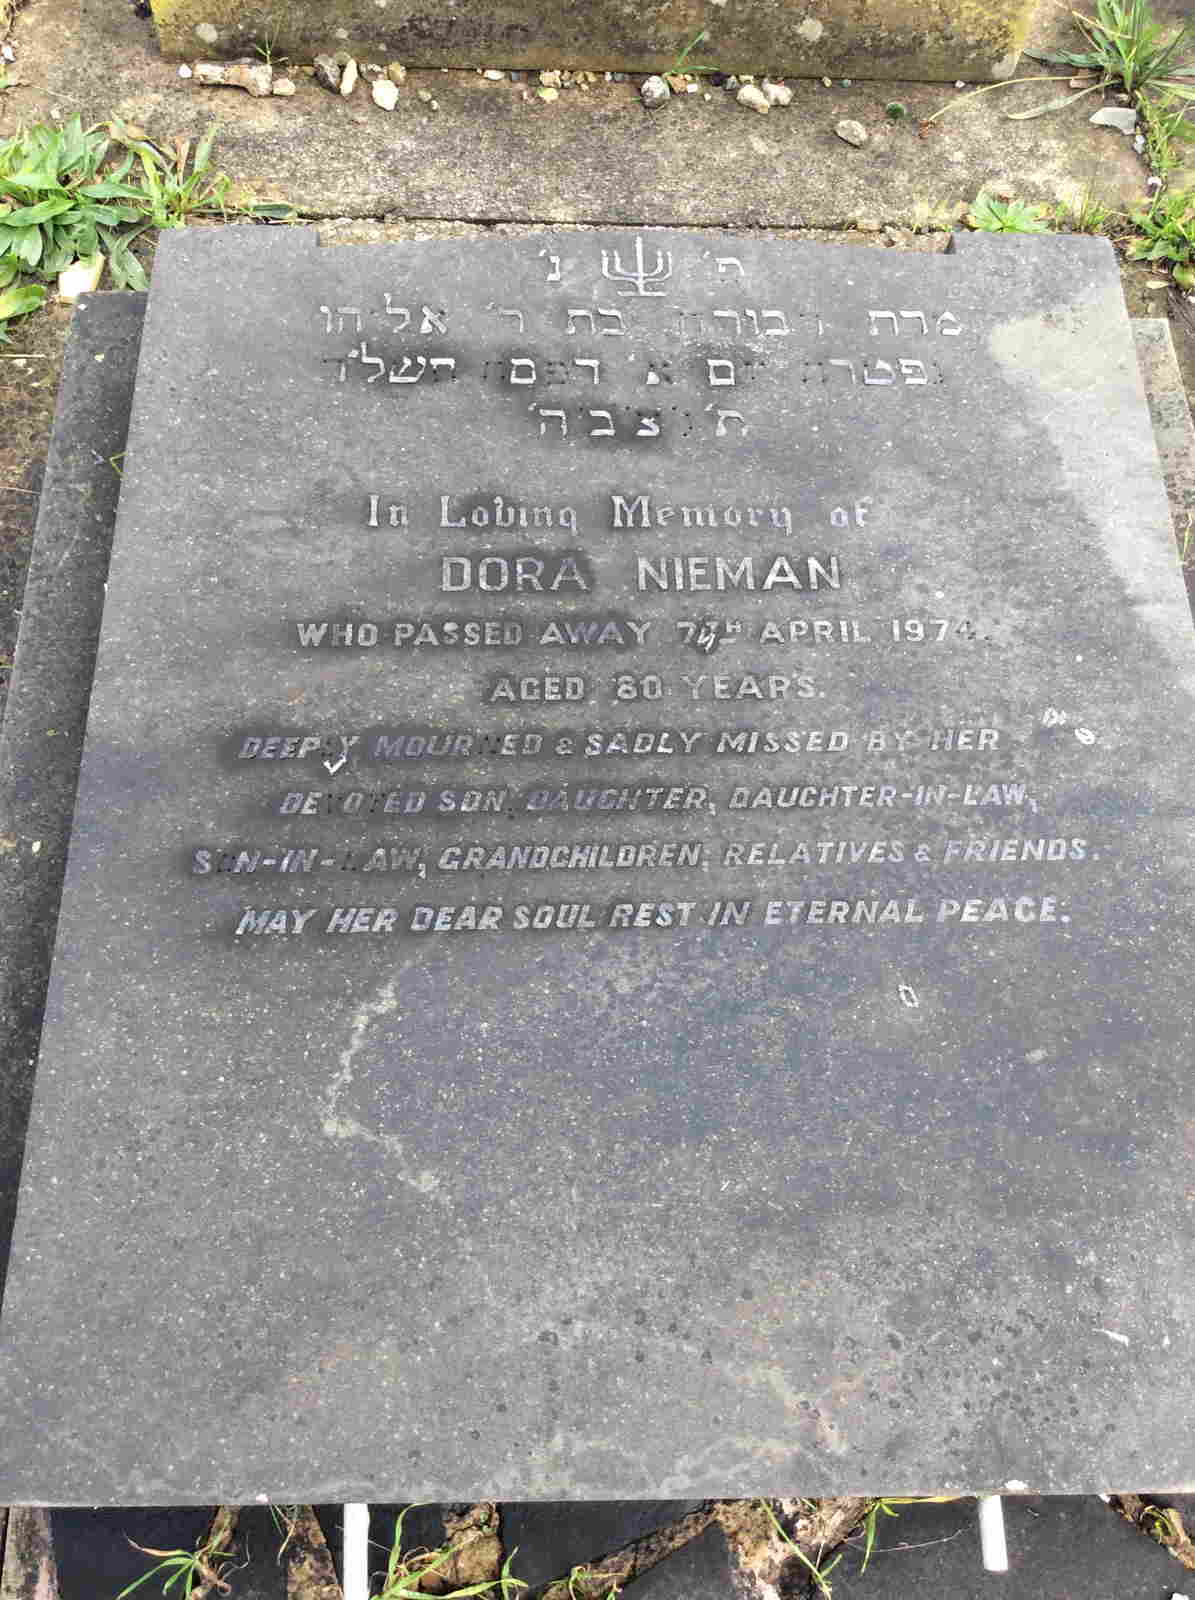 פ׳ נ׳
מרת דבורה בת ר׳ אליהו
נפטרה יום א׳ דפסח תשל״ד
ת׳ נ׳ צ׳ ב׳ ה׳
In Loving Memory of
DORA NIEMAN
WHO PASSED AWAY 7TH APRIL 1974.
AGED 80 YEARS.
DEEPLY MOURNED & SADLY MISSED BY HER
DEVOTED SON, DAUGHTER, DAUGHTER-IN-LAW,
SON-IN-LAW, GRANDCHILDREN, RELATIVES & FRIENDS.
MAY HER DEAR SOUL REST IN ETERNAL PEACE.